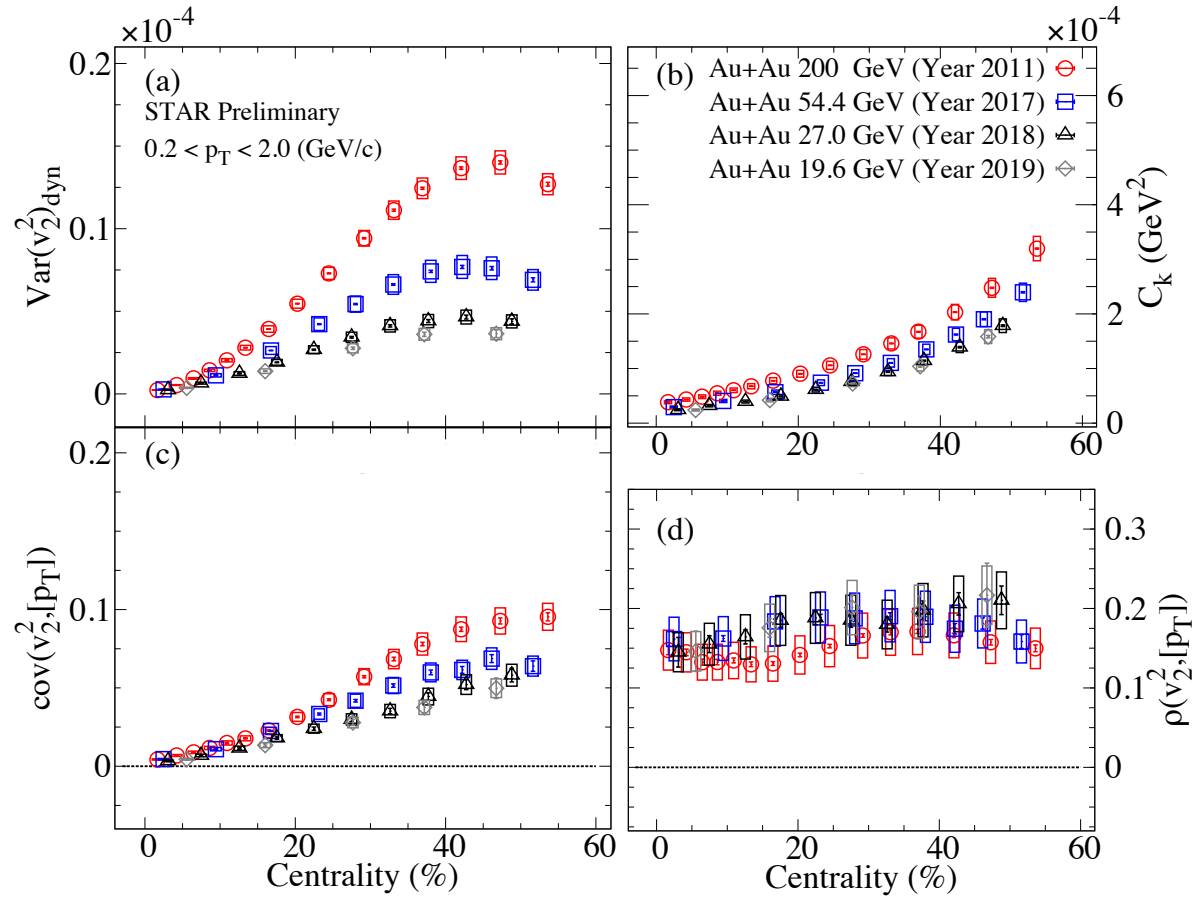 ×10⁻⁴
0.2
0.1
0
Var(v₂²)dyn
(a)
STAR Preliminary
0.2 < p_T < 2.0 (GeV/c)
×10⁻⁴
(b)
Au+Au 200 GeV (Year 2011)
Au+Au 54.4 GeV (Year 2017)
Au+Au 27.0 GeV (Year 2018)
Au+Au 19.6 GeV (Year 2019)
6
4
2
0
C_k (GeV²)
0 20 40 60
(c)
0.2
0.1
0
cov(v₂²,[p_T])
0 20 40 60
Centrality (%)
(d)
0.3
0.2
0.1
0
ρ(v₂²,[p_T])
0 20 40 60
Centrality (%)